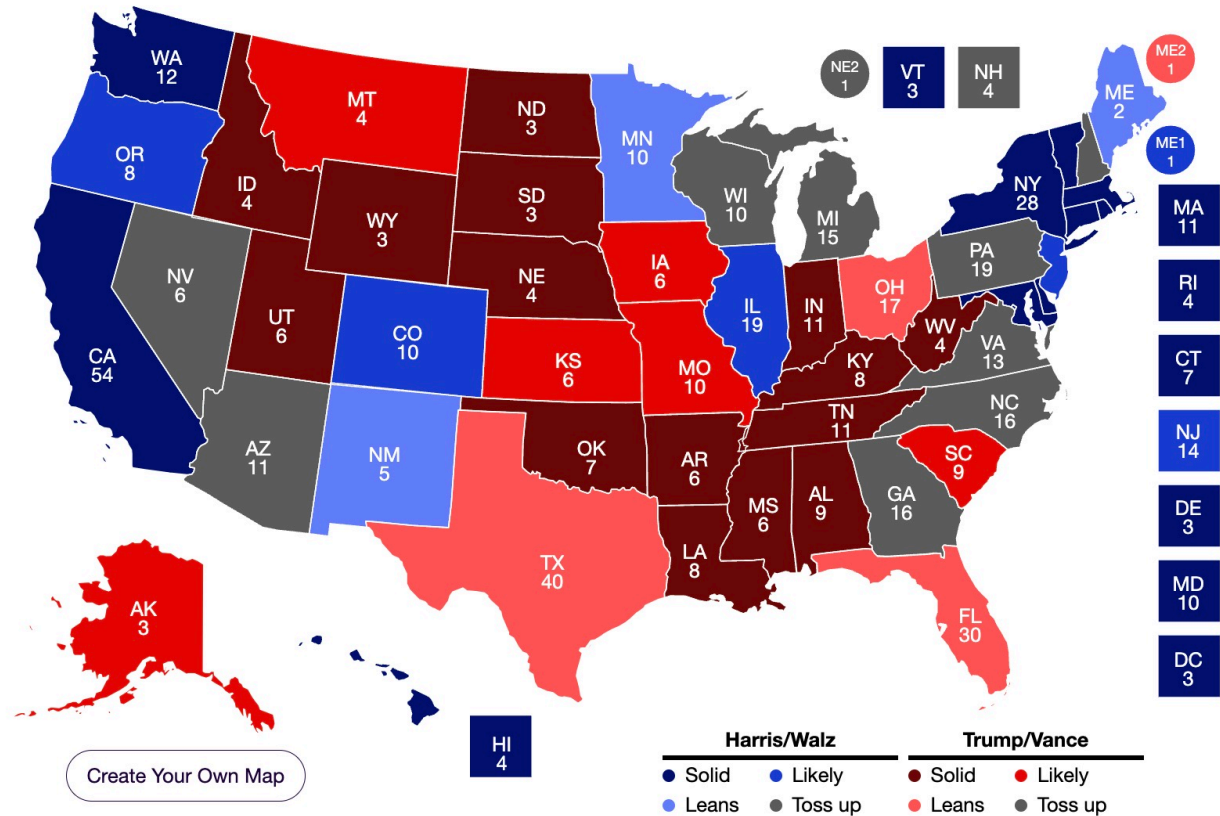 WA
12
MT
4
ND
3
MN
10
NE2
1
VT
3
NH
4
ME
2
ME2
1
ME1
1
OR
8
ID
4
WY
3
SD
3
WI
10
MI
15
NY
28
MA
11
NV
6
UT
6
NE
4
IA
6
PA
19
RI
4
CA
54
CO
10
KS
6
MO
10
IL
19
IN
11
OH
17
WV
4
VA
13
KY
8
CT
7
AZ
11
NM
5
OK
7
AR
6
TN
11
NC
16
NJ
14
MS
6
AL
9
GA
16
SC
9
DE
3
TX
40
LA
8
FL
30
MD
10
AK
3
DC
3
HI
4
Create Your Own Map
Harris/Walz Trump/Vance
Solid Likely Solid Likely
Leans Toss up Leans Toss up